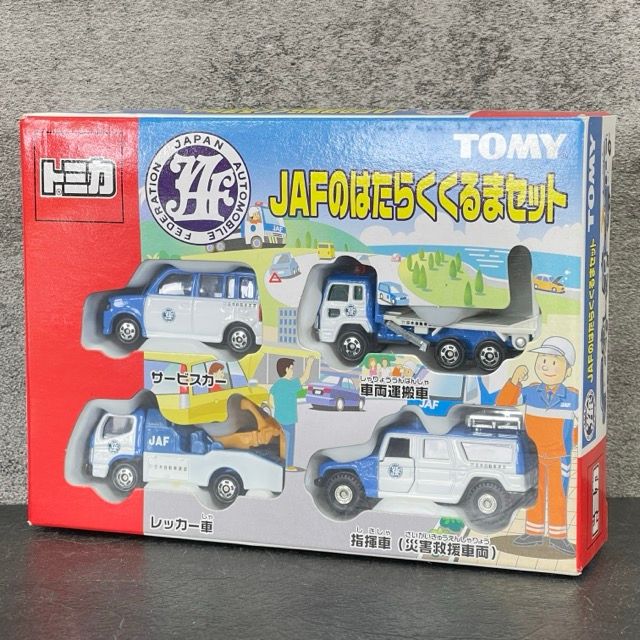 トミカ
JAPAN AUTOMOBILE FEDERATION
JAF
TOMY
JAFのはたらくくるまセット
JAF
サービスカー
しゃりょううんぱんしゃ
車両運搬車
JAF
JAF
しゃ
レッカー車
しきしゃ
さいがいきゅうえんしゃりょう
指揮車(災害救援車両)
TOMY
JAFのはたらくくるまセット